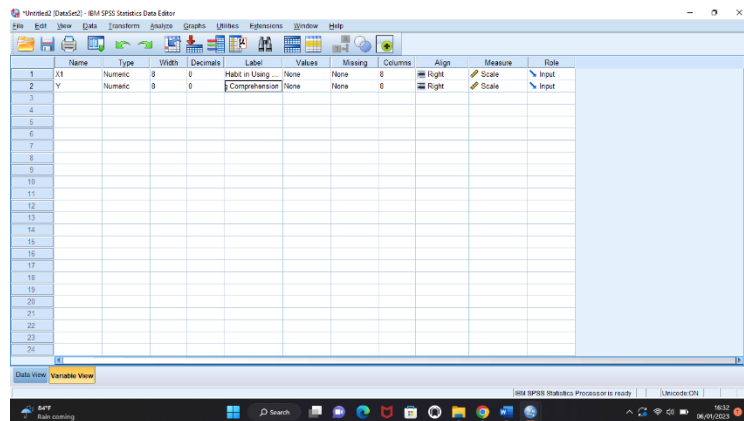 *Untitled2 [DataSet2] - IBM SPSS Statistics Data Editor
File Edit View Data Transform Analyze Graphs Utilities Extensions Window Help
Name Type Width Decimals Label Values Missing Columns Align Measure Role
1 X1 Numeric 8 0 Habit in Using ... None None 8 Right Scale Input
2 Y Numeric 8 0 g Comprehension None None 8 Right Scale Input
3
4
5
6
7
8
9
10
11
12
13
14
15
16
17
18
19
20
21
22
23
24
Data View Variable View
IBM SPSS Statistics Processor is ready Unicode:ON
84°F
Rain coming
Search
16:32
06/01/2023